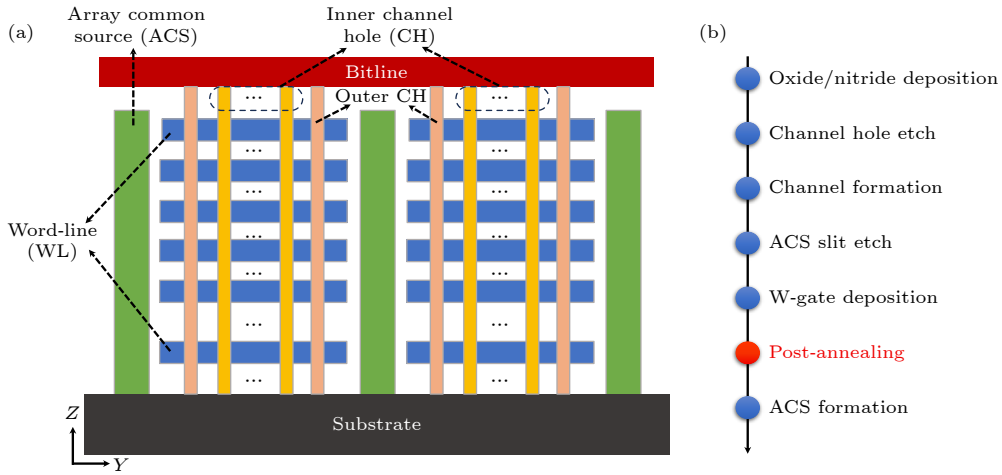 (a)
Array common
source (ACS)
Inner channel
hole (CH)
Bitline
...
...
Outer CH
...
...
...
...
...
...
...
...
...
...
...
...
Word-line
(WL)
Substrate
Z
Y
(b)
Oxide/nitride deposition
Channel hole etch
Channel formation
ACS slit etch
W-gate deposition
Post-annealing
ACS formation